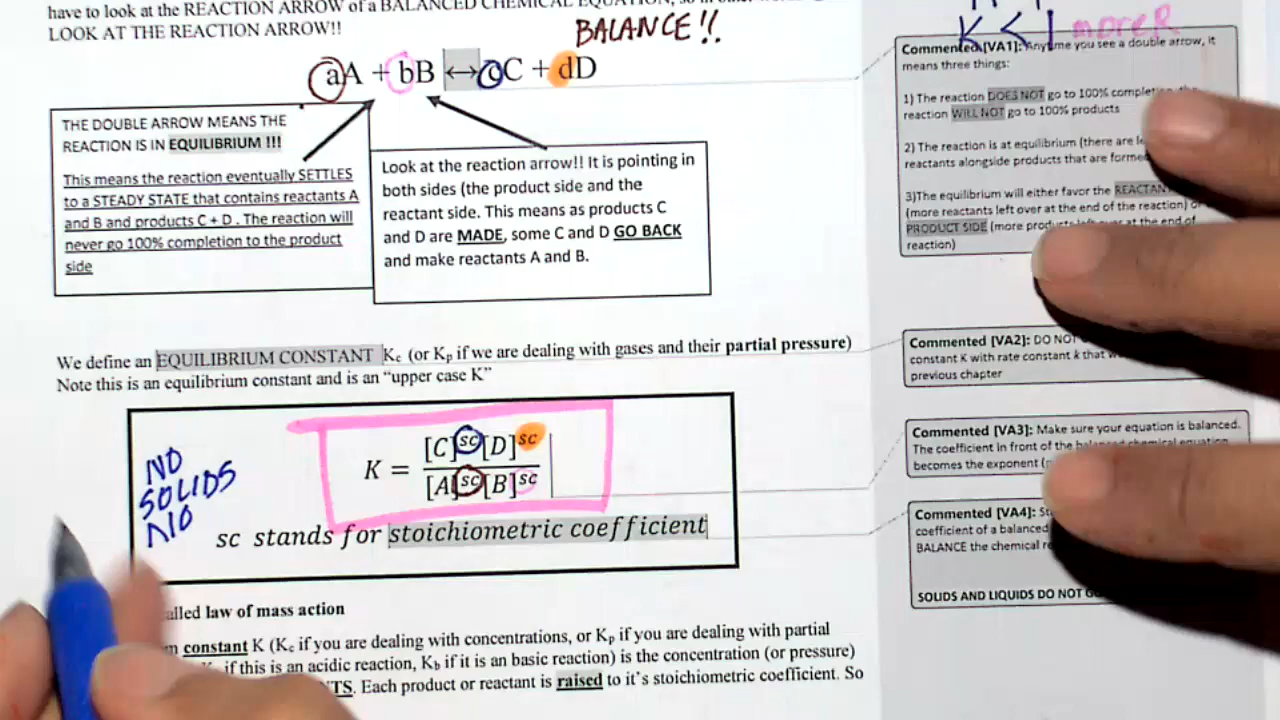 have to look at the REACTION ARROW of a BALANCED CHEMICAL EQUATION, so in other
LOOK AT THE REACTION ARROW!!
BALANCE!!
aA + bB ↔ cC + dD
THE DOUBLE ARROW MEANS THE
REACTION IS IN EQUILIBRIUM !!!
This means the reaction eventually SETTLES
to a STEADY STATE that contains reactants A
and B and products C + D . The reaction will
never go 100% completion to the product
side
Look at the reaction arrow!! It is pointing in
both sides (the product side and the
reactant side. This means as products C
and D are MADE, some C and D GO BACK
and make reactants A and B.
We define an EQUILIBRIUM CONSTANT Kc (or Kp if we are dealing with gases and their partial pressure)
Note this is an equilibrium constant and is an “upper case K”
NO
SOLIDS
NO
K = [C]^sc [D]^sc / [A]^sc [B]^sc
sc stands for stoichiometric coefficient
alled law of mass action
constant K (Kc if you are dealing with concentrations, or Kp if you are dealing with partial
if this is an acidic reaction, Kb if it is an basic reaction) is the concentration (or pressure)
TS. Each product or reactant is raised to it's stoichiometric coefficient. So
K < 1 more R
Commented [VA1]: Anytime you see a double arrow, it
means three things:
1) The reaction DOES NOT go to 100% completion, the
reaction WILL NOT go to 100% products
2) The reaction is at equilibrium (there are
reactants alongside products that are formed
3)The equilibrium will either favor the REACTANT
(more reactants left over at the end of the reaction) or
PRODUCT SIDE (more products left over at the end of
reaction)
Commented [VA2]: DO NOT
constant K with rate constant k that
previous chapter
Commented [VA3]: Make sure your equation is balanced.
The coefficient in front of the balanced chemical equation
becomes the exponent
Commented [VA4]:
coefficient of a balanced
BALANCE the chemical
SOLIDS AND LIQUIDS DO NOT